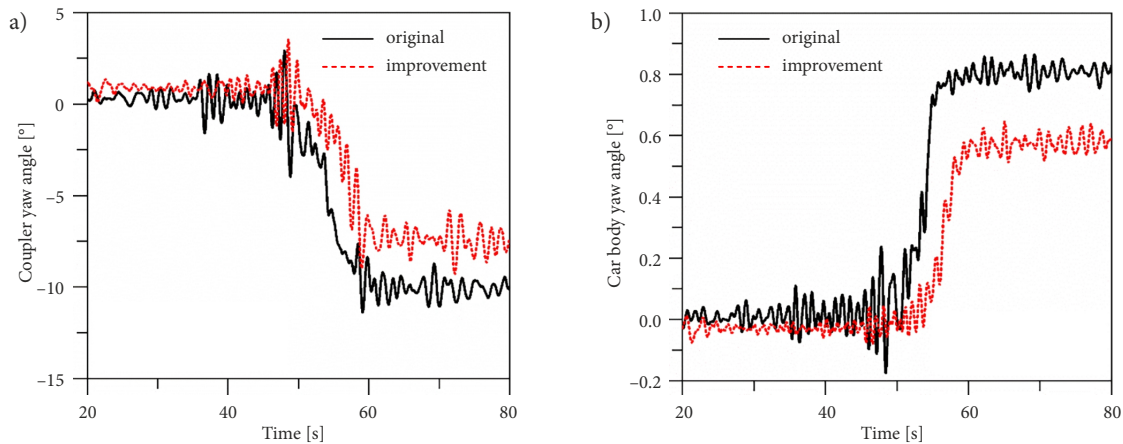 a)
5
0
–5
–10
–15
Coupler yaw angle [°]
original
improvement
20
40
60
80
Time [s]
b)
1.0
0.8
0.6
0.4
0.2
0.0
–0.2
Car body yaw angle [°]
original
improvement
20
40
60
80
Time [s]